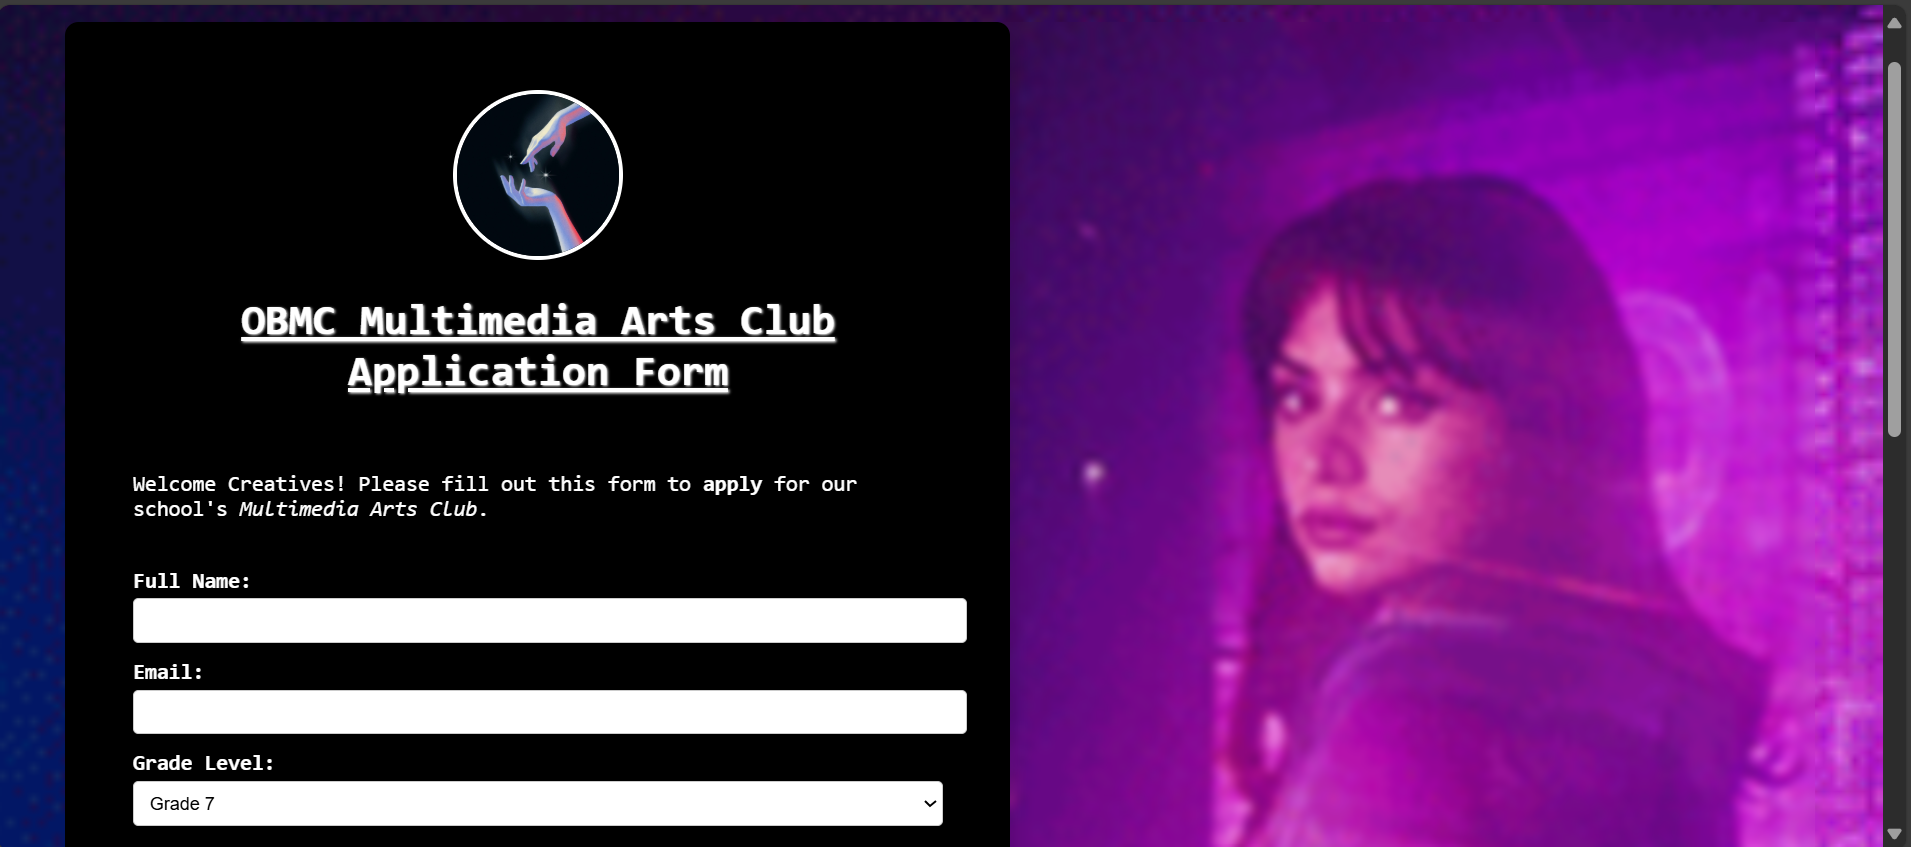 OBMC Multimedia Arts Club
Application Form
Welcome Creatives! Please fill out this form to apply for our
school's Multimedia Arts Club.
Full Name:
Email:
Grade Level:
Grade 7